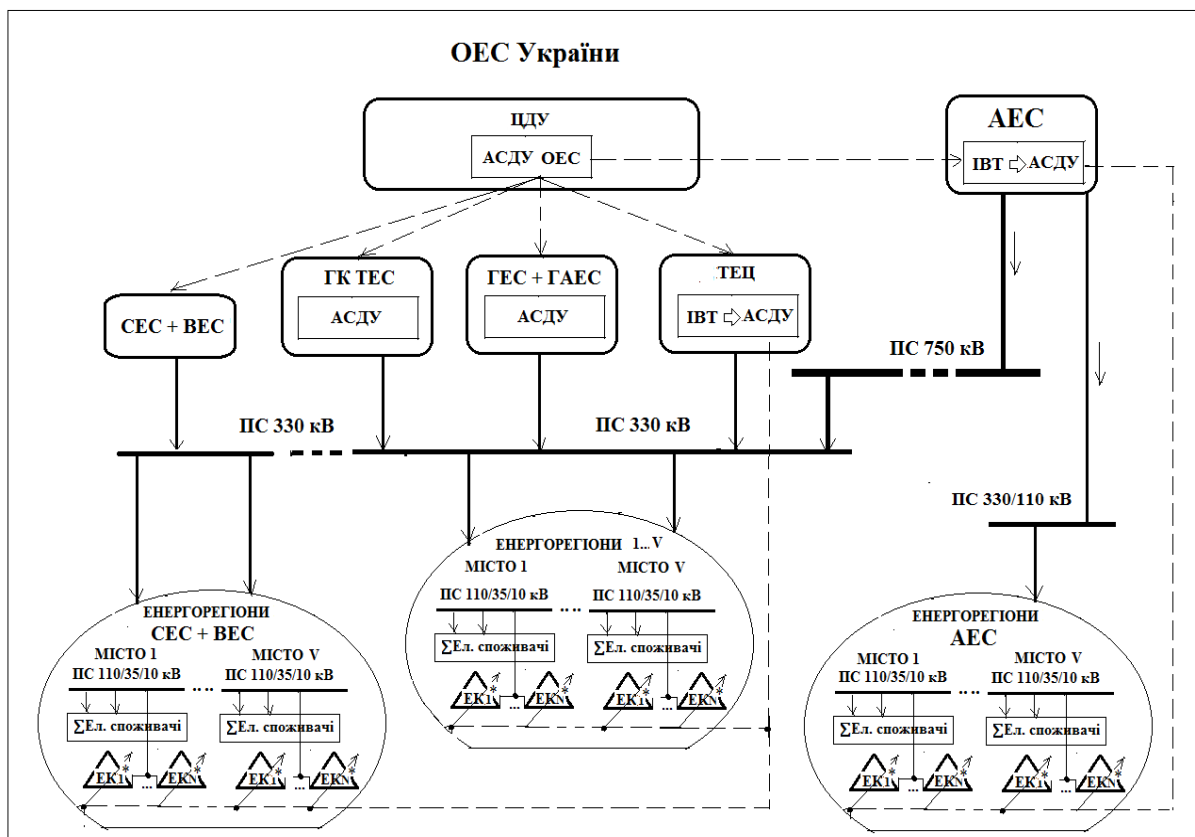 ОЕС України
ЦДУ
АСДУ ОЕС
АЕС
ІВТ ⇨ АСДУ
ГК ТЕС
АСДУ
ГЕС + ГАЕС
АСДУ
ТЕЦ
ІВТ ⇨ АСДУ
СЕС + ВЕС
ПС 750 кВ
ПС 330 кВ
ПС 330 кВ
ПС 330/110 кВ
ЕНЕРГОРЕГІОНИ 1... V
МІСТО 1
ПС 110/35/10 кВ
МІСТО V
ПС 110/35/10 кВ
∑Ел. споживачі
∑Ел. споживачі
ЕК1*
...
ЕКN*
ЕК1*
...
ЕКN*
ЕНЕРГОРЕГІОНИ
СЕС + ВЕС
МІСТО 1
ПС 110/35/10 кВ
МІСТО V
ПС 110/35/10 кВ
∑Ел. споживачі
∑Ел. споживачі
ЕК1*
...
ЕКN*
ЕК1*
...
ЕКN*
ЕНЕРГОРЕГІОНИ
АЕС
МІСТО 1
ПС 110/35/10 кВ
МІСТО V
ПС 110/35/10 кВ
∑Ел. споживачі
∑Ел. споживачі
ЕК1*
...
ЕКN*
ЕК1*
...
ЕКN*